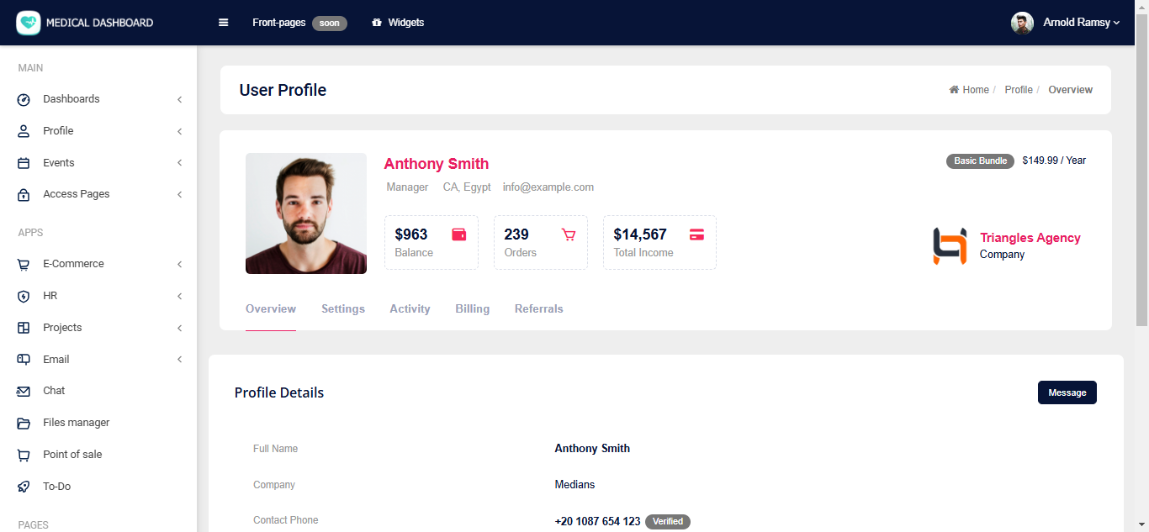 MEDICAL DASHBOARD
Front-pages soon
Widgets
Arnold Ramsy
MAIN
Dashboards
Profile
Events
Access Pages
APPS
E-Commerce
HR
Projects
Email
Chat
Files manager
Point of sale
To-Do
PAGES
User Profile
Home / Profile / Overview
Anthony Smith
Manager CA, Egypt info@example.com
Basic Bundle $149.99 / Year
$963
Balance
239
Orders
$14,567
Total Income
Triangles Agency
Company
Overview Settings Activity Billing Referrals
Profile Details
Message
Full Name Anthony Smith
Company Medians
Contact Phone +20 1087 654 123 Verified